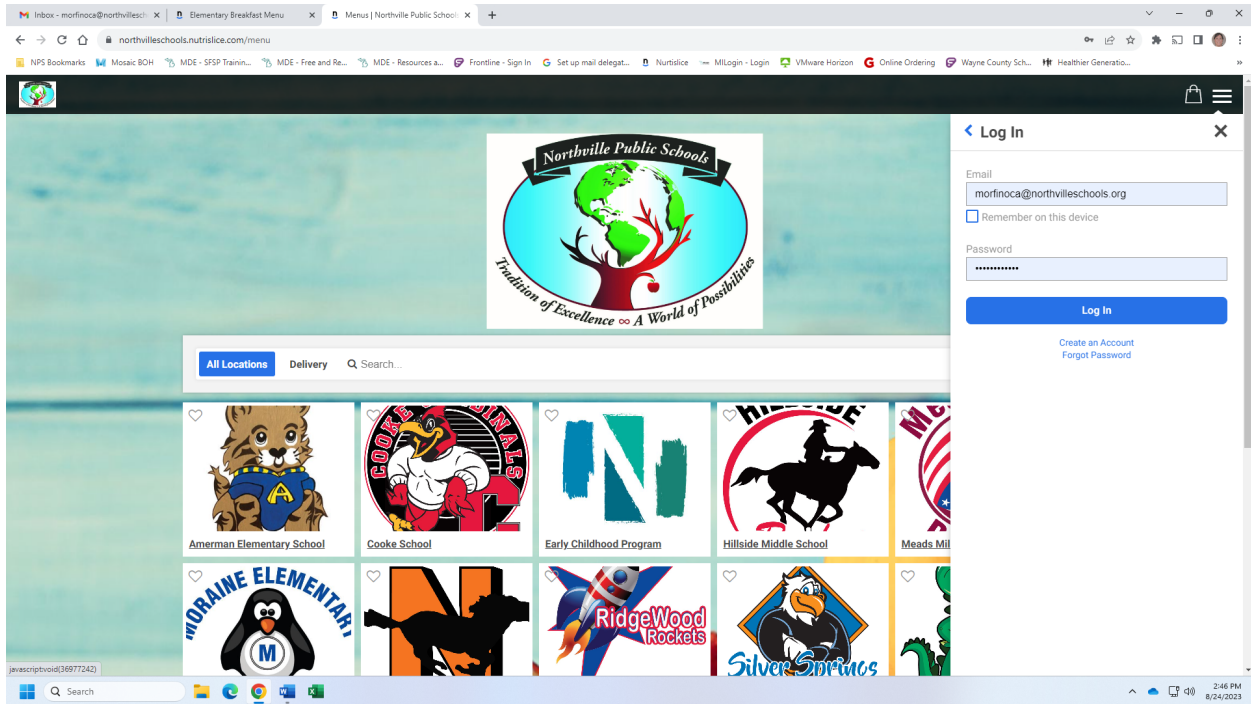 Inbox - morfinoca@northvillesch
Elementary Breakfast Menu
Menus | Northville Public School
northvilleschools.nutrislice.com/menu
NPS Bookmarks
Mosaic BOH
MDE - SFSP Trainin...
MDE - Free and Re...
MDE - Resources a...
Frontline - Sign In
Set up mail delegat...
Nurtislice
MILogin - Login
VMware Horizon
Online Ordering
Wayne County Sch...
Healthier Generatio...
»
Northville Public Schools
Tradition of Excellence ∞ A World of Possibilities
Log In
Email
morfinoca@northvilleschools.org
Remember on this device
Password
••••••••••••
Log In
Create an Account
Forgot Password
All Locations
Delivery
Search...
A
COOKE CARDINALS
C
N
HILLSIDE
Me
Amerman Elementary School
Cooke School
Early Childhood Program
Hillside Middle School
Meads Mil
MORAINE ELEMENTARY
M
N
RidgeWood
Rockets
Silver Springs
javascript:void(36977242)
Search
2:46 PM
8/24/2023